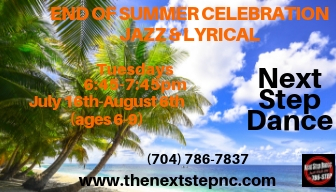 END OF SUMMER CELEBRATION
JAZZ & LYRICAL
Tuesdays
6:45-7:45pm
July 16th-August 6th
(ages 6-9)
Next
Step
Dance
(704) 786-7837
www.thenextstepnc.com